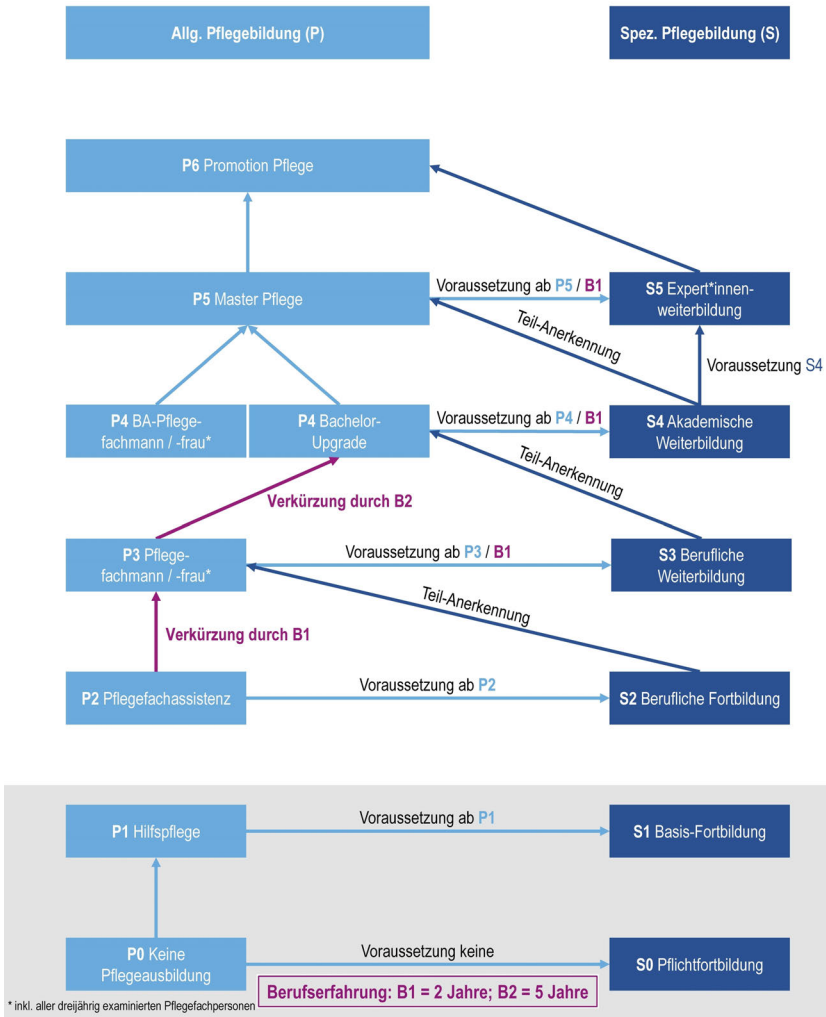 Allg. Pflegebildung (P)
Spez. Pflegebildung (S)
P6 Promotion Pflege
P5 Master Pflege
Voraussetzung ab P5 / B1
S5 Expert*innen-
weiterbildung
Teil-Anerkennung
Voraussetzung S4
P4 BA-Pflege-
fachmann / -frau*
P4 Bachelor-
Upgrade
Voraussetzung ab P4 / B1
S4 Akademische
Weiterbildung
Teil-Anerkennung
Verkürzung durch B2
P3 Pflege-
fachmann / -frau*
Voraussetzung ab P3 / B1
S3 Berufliche
Weiterbildung
Teil-Anerkennung
Verkürzung durch B1
P2 Pflegefachassistenz
Voraussetzung ab P2
S2 Berufliche Fortbildung
P1 Hilfspflege
Voraussetzung ab P1
S1 Basis-Fortbildung
P0 Keine
Pflegeausbildung
Voraussetzung keine
S0 Pflichtfortbildung
Berufserfahrung: B1 = 2 Jahre; B2 = 5 Jahre
* inkl. aller dreijährig examinierten Pflegefachpersonen